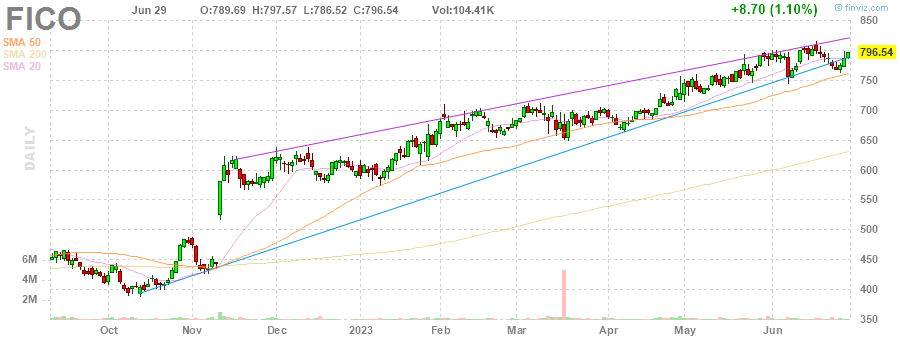 FICO Jun 29 O:789.69 H:797.57 L:786.52 C:796.54 Vol:104.41K +8.70 (1.10%) © finviz.com
SMA 50
SMA 200
SMA 20
DAILY
850
796.54
750
700
650
600
550
500
450
400
350
6M
4M
2M
Oct Nov Dec 2023 Feb Mar Apr May Jun